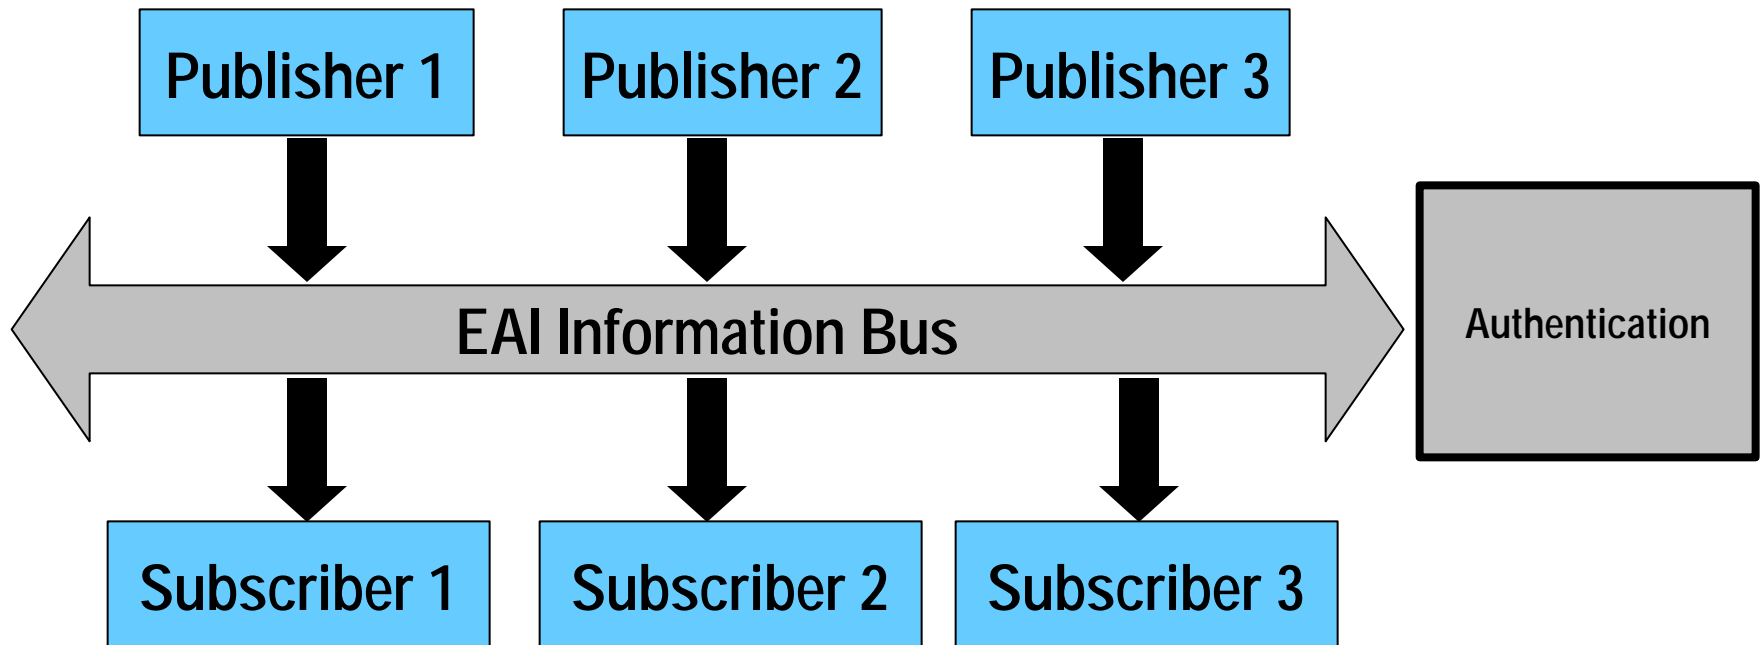 Publisher 1
Publisher 2
Publisher 3
EAI Information Bus
Authentication
Subscriber 1
Subscriber 2
Subscriber 3